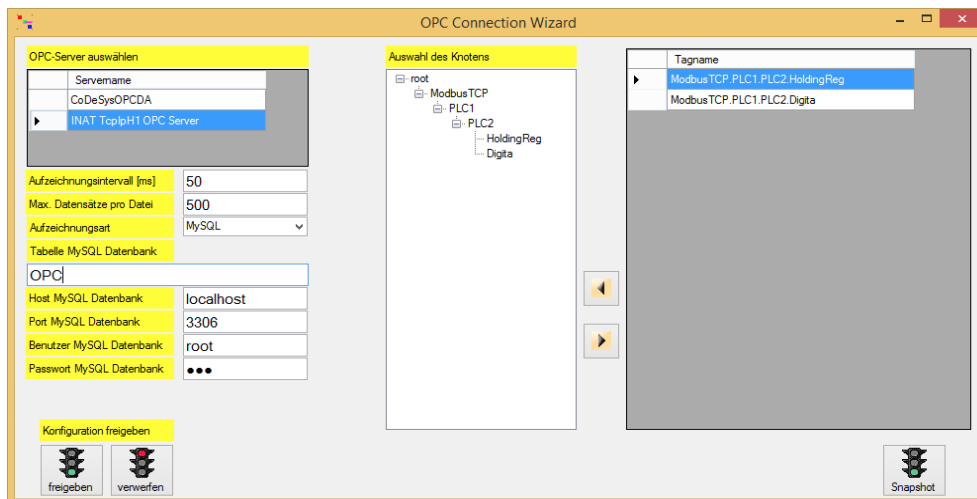 OPC Connection Wizard
OPC-Server auswählen
Servername
CoDeSysOPCDA
INAT TcpIpH1 OPC Server
Aufzeichnungsintervall [ms] 50
Max. Datensätze pro Datei 500
Aufzeichnungsart MySQL
Tabelle MySQL Datenbank
OPC
Host MySQL Datenbank localhost
Port MySQL Datenbank 3306
Benutzer MySQL Datenbank root
Passwort MySQL Datenbank ●●●
Konfiguration freigeben
freigeben verwerfen
Auswahl des Knotens
root
ModbusTCP
PLC1
PLC2
HoldingReg
Digita
Tagname
ModbusTCP.PLC1.PLC2.HoldingReg
ModbusTCP.PLC1.PLC2.Digita
Snapshot